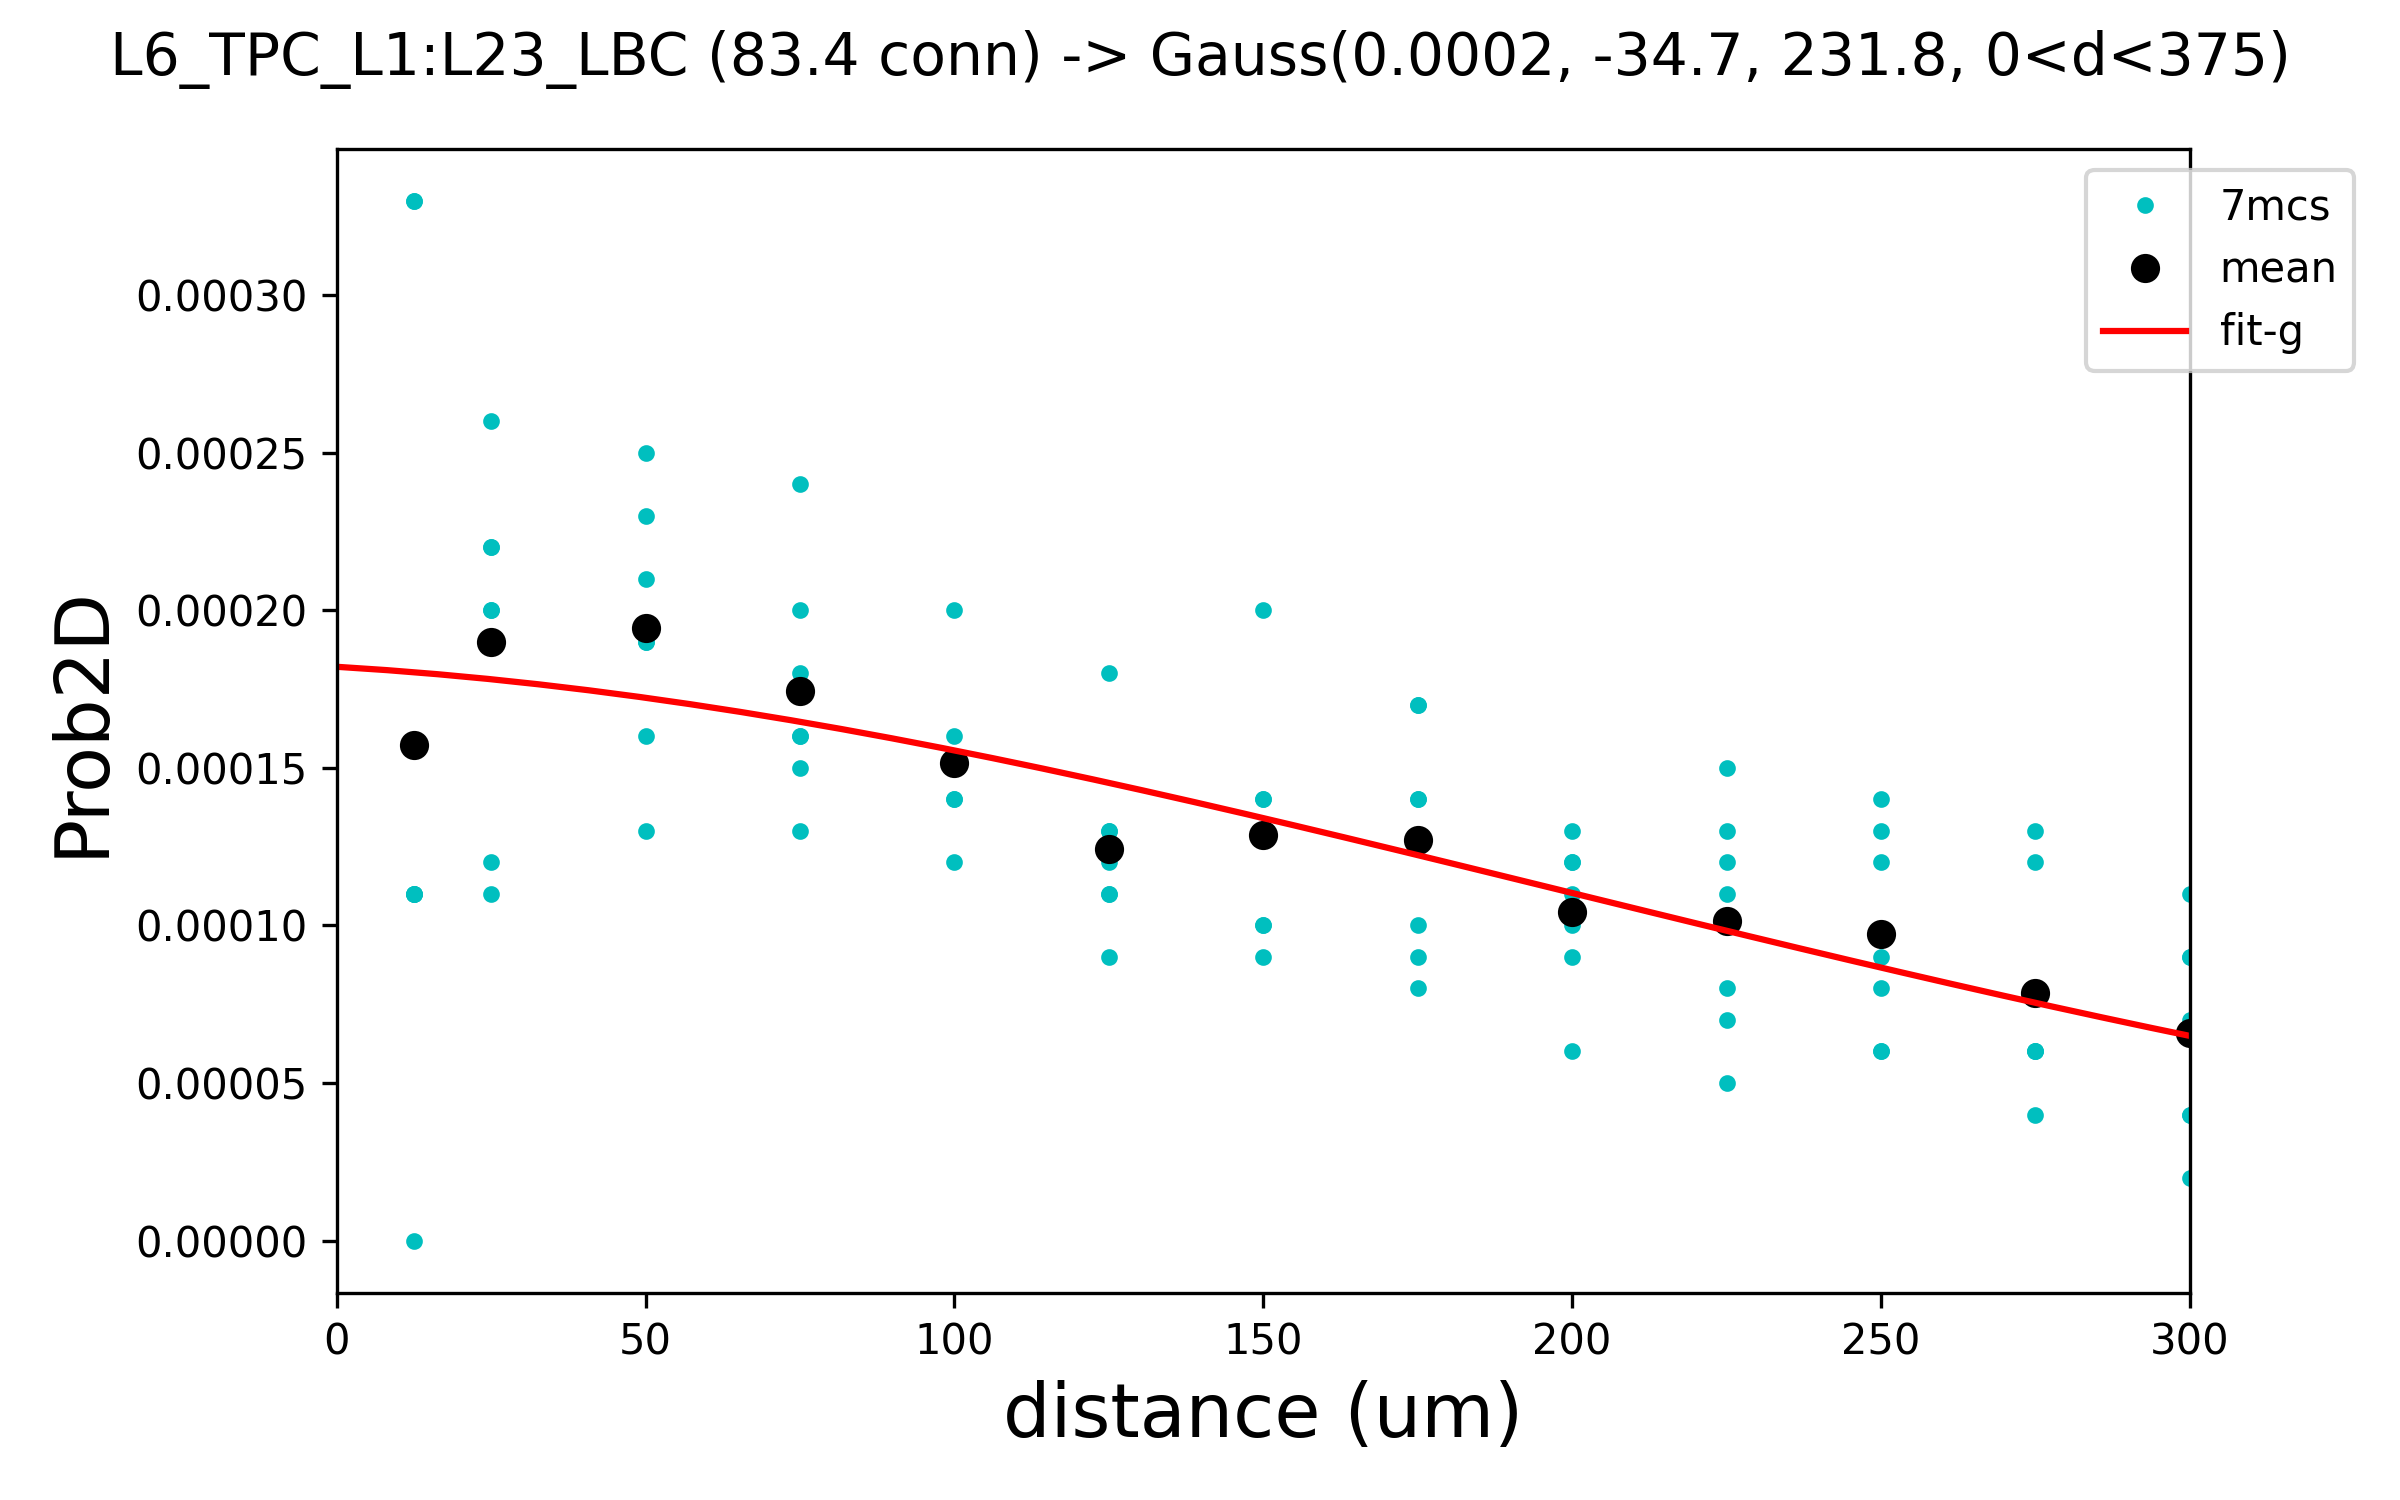 L6_TPC_L1:L23_LBC (83.4 conn) -> Gauss(0.0002, -34.7, 231.8, 0<d<375)
7mcs
mean
fit-g
0.00030
0.00025
0.00020
0.00015
0.00010
0.00005
0.00000
Prob2D
0 50 100 150 200 250 300
distance (um)